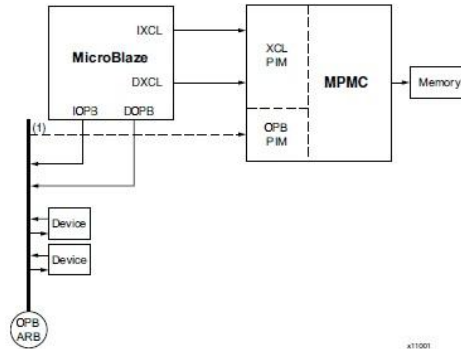 IXCL
MicroBlaze
DXCL
IOPB DOPB
XCL
PIM
MPMC
Memory
(1)
OPB
PIM
Device
Device
OPB
ARB
x11001